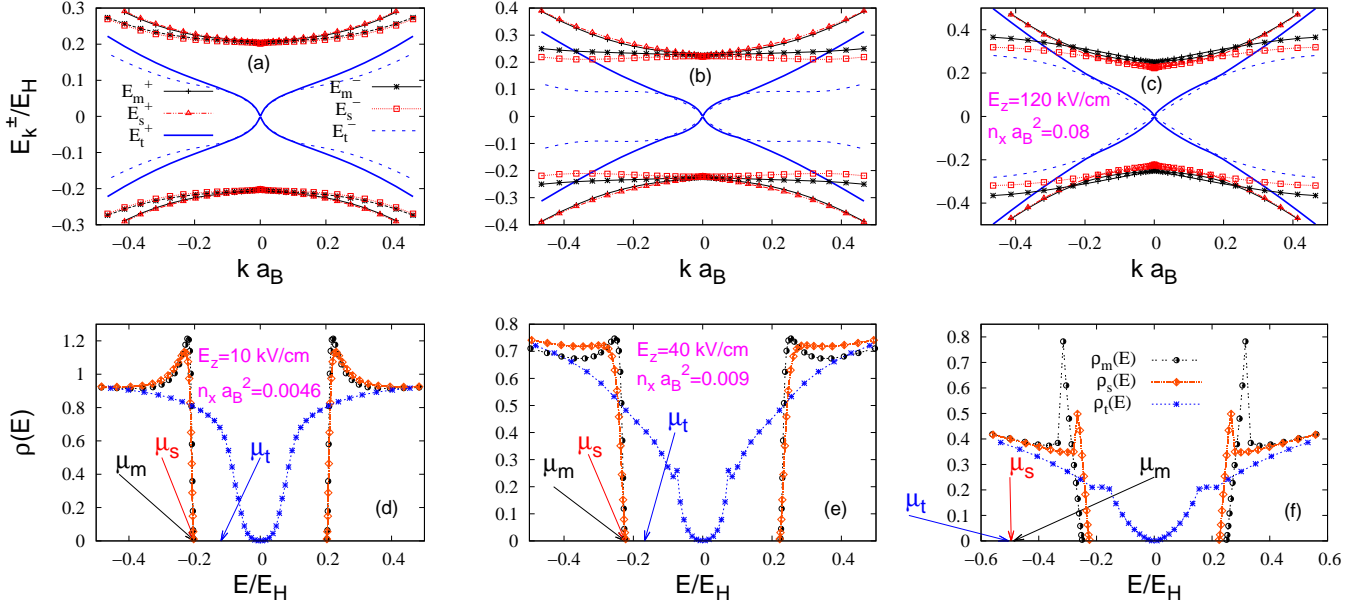 E_k^±/E_H
0.3
0.2
0.1
0
−0.1
−0.2
0.3
(a)
E_m^+
E_s^+
E_t^+
E_m^-
E_s^-
E_t^-
−0.4 −0.2 0 0.2 0.4
k a_B
0.4
0.3
0.2
0.1
0
−0.1
−0.2
−0.3
−0.4
(b)
−0.4 −0.2 0 0.2 0.4
k a_B
0.4
0.2
0
−0.2
−0.4
(c)
E_z=120 kV/cm
n_x a_B^2=0.08
−0.4 −0.2 0 0.2 0.4
k a_B
ρ(E)
1.2
1
0.8
0.6
0.4
0.2
0
E_z=10 kV/cm
n_x a_B^2=0.0046
μ_s
μ_m
μ_t
(d)
−0.4 −0.2 0 0.2 0.4
E/E_H
0.8
0.7
0.6
0.5
0.4
0.3
0.2
0.1
0
E_z=40 kV/cm
n_x a_B^2=0.009
μ_t
μ_s
μ_m
(e)
−0.4 −0.2 0 0.2 0.4
E/E_H
0.8
0.7
0.6
0.5
0.4
0.3
0.2
0.1
0
ρ_m(E)
ρ_s(E)
ρ_t(E)
μ_s
μ_m
μ_t
(f)
−0.6 −0.4 −0.2 0 0.2 0.4 0.6
E/E_H